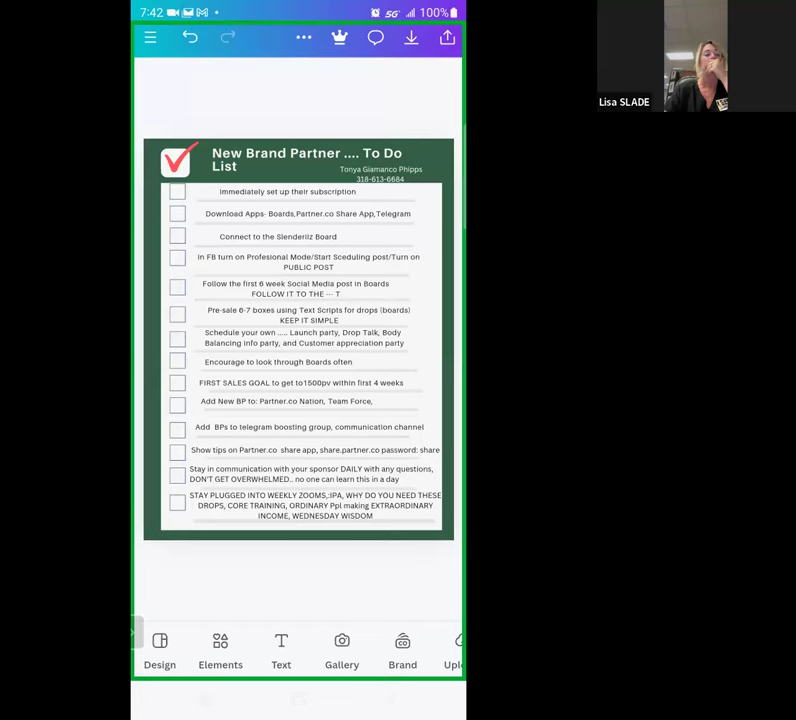 7:42
5G
100%
New Brand Partner .... To Do
List
Tonya Giamanco Phipps
318-613-6684
Immediately set up their subscription
Download Apps- Boards,Partner.co Share App,Telegram
Connect to the Slenderiiz Board
In FB turn on Profesional Mode/Start Sceduling post/Turn on
PUBLIC POST
Follow the first 6 week Social Media post in Boards
FOLLOW IT TO THE ... T
Pre-sale 6-7 boxes using Text Scripts for drops (boards)
KEEP IT SIMPLE
Schedule your own ..... Launch party, Drop Talk, Body
Balancing info party, and Customer appreciation party
Encourage to look through Boards often
FIRST SALES GOAL to get to1500pv within first 4 weeks
Add New BP to: Partner.co Nation, Team Force,
Add BPs to telegram boosting group, communication channel
Show tips on Partner.co share app, share.partner.co password: share
Stay in communication with your sponsor DAILY with any questions,
DON'T GET OVERWHELMED.. no one can learn this in a day
STAY PLUGGED INTO WEEKLY ZOOMS,:IPA, WHY DO YOU NEED THESE
DROPS, CORE TRAINING, ORDINARY Ppl making EXTRAORDINARY
INCOME, WEDNESDAY WISDOM
Design
Elements
Text
Gallery
Brand
Uplo
Lisa SLADE